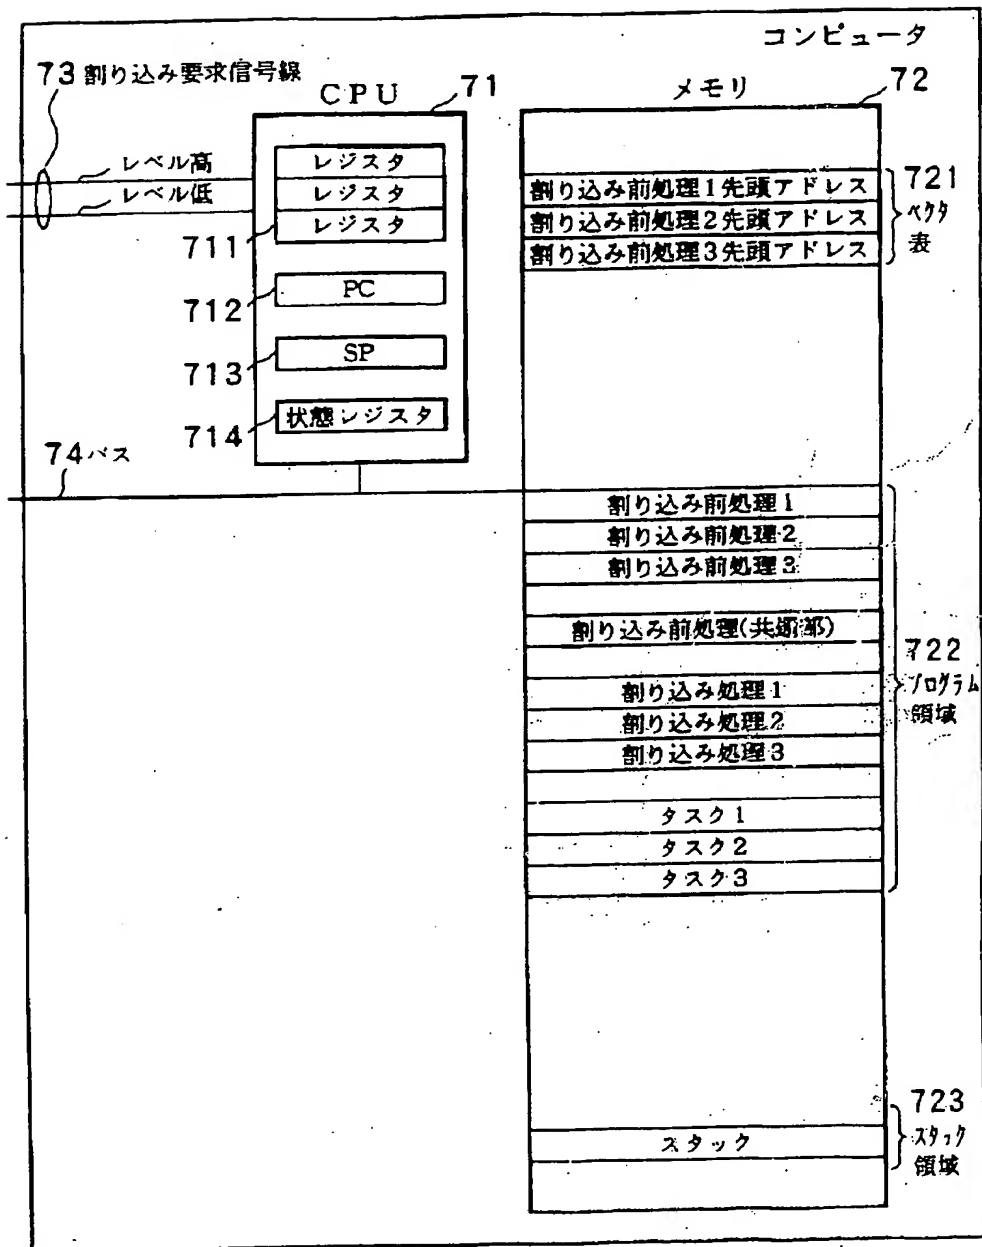 コンピュータ
73 割り込み要求信号線
CPU
71
メモリ
72
レベル高
レベル低
レジスタ
レジスタ
レジスタ
711
PC
712
SP
713
状態レジスタ
714
74 バス
割り込み前処理1先頭アドレス
割り込み前処理2先頭アドレス
割り込み前処理3先頭アドレス
721
ベクタ
表
割り込み前処理1
割り込み前処理2
割り込み前処理3
割り込み前処理(共通部)
割り込み処理1
割り込み処理2
割り込み処理3
タスク1
タスク2
タスク3
722
プログラム
領域
スタック
723
スタック
領域